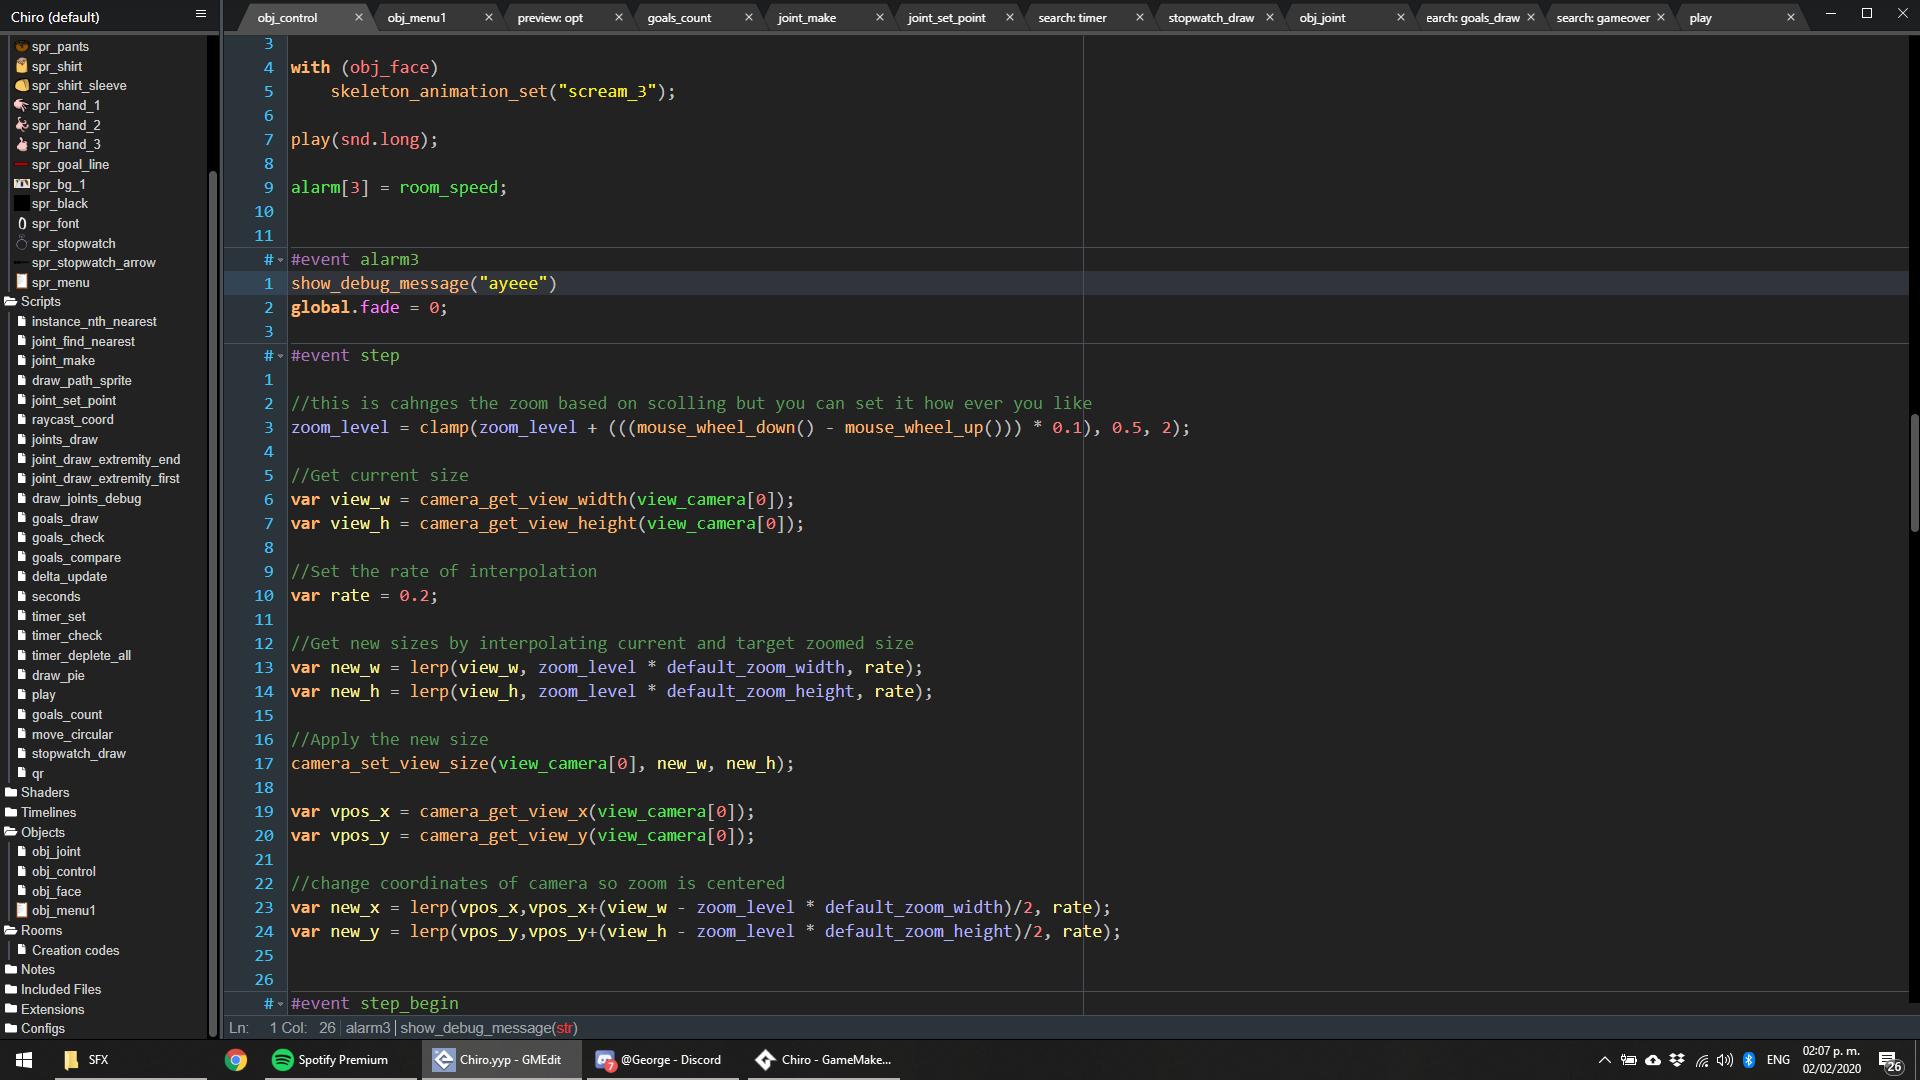 Chiro (default)
obj_control
obj_menu1
preview: opt
goals_count
joint_make
joint_set_point
search: timer
stopwatch_draw
obj_joint
earch: goals_draw
search: gameover
play
spr_pants
spr_shirt
spr_shirt_sleeve
spr_hand_1
spr_hand_2
spr_hand_3
spr_goal_line
spr_bg_1
spr_black
spr_font
spr_stopwatch
spr_stopwatch_arrow
spr_menu
Scripts
instance_nth_nearest
joint_find_nearest
joint_make
draw_path_sprite
joint_set_point
raycast_coord
joints_draw
joint_draw_extremity_end
joint_draw_extremity_first
draw_joints_debug
goals_draw
goals_check
goals_compare
delta_update
seconds
timer_set
timer_check
timer_deplete_all
draw_pie
play
goals_count
move_circular
stopwatch_draw
qr
Shaders
Timelines
Objects
obj_joint
obj_control
obj_face
obj_menu1
Rooms
Creation codes
Notes
Included Files
Extensions
Configs
3
4 with (obj_face)
5 skeleton_animation_set("scream_3");
6
7 play(snd.long);
8
9 alarm[3] = room_speed;
10
11
# #event alarm3
1 show_debug_message("ayeee")
2 global.fade = 0;
3
# #event step
1
2 //this is cahnges the zoom based on scolling but you can set it how ever you like
3 zoom_level = clamp(zoom_level + (((mouse_wheel_down() - mouse_wheel_up())) * 0.1), 0.5, 2);
4
5 //Get current size
6 var view_w = camera_get_view_width(view_camera[0]);
7 var view_h = camera_get_view_height(view_camera[0]);
8
9 //Set the rate of interpolation
10 var rate = 0.2;
11
12 //Get new sizes by interpolating current and target zoomed size
13 var new_w = lerp(view_w, zoom_level * default_zoom_width, rate);
14 var new_h = lerp(view_h, zoom_level * default_zoom_height, rate);
15
16 //Apply the new size
17 camera_set_view_size(view_camera[0], new_w, new_h);
18
19 var vpos_x = camera_get_view_x(view_camera[0]);
20 var vpos_y = camera_get_view_y(view_camera[0]);
21
22 //change coordinates of camera so zoom is centered
23 var new_x = lerp(vpos_x,vpos_x+(view_w - zoom_level * default_zoom_width)/2, rate);
24 var new_y = lerp(vpos_y,vpos_y+(view_h - zoom_level * default_zoom_height)/2, rate);
25
26
# #event step_begin
Ln: 1 Col: 26 alarm3 show_debug_message(str)
SFX
Spotify Premium
Chiro.yyp - GMEdit
7
@George - Discord
Chiro - GameMake...
ENG
02:07 p. m.
02/02/2020
26